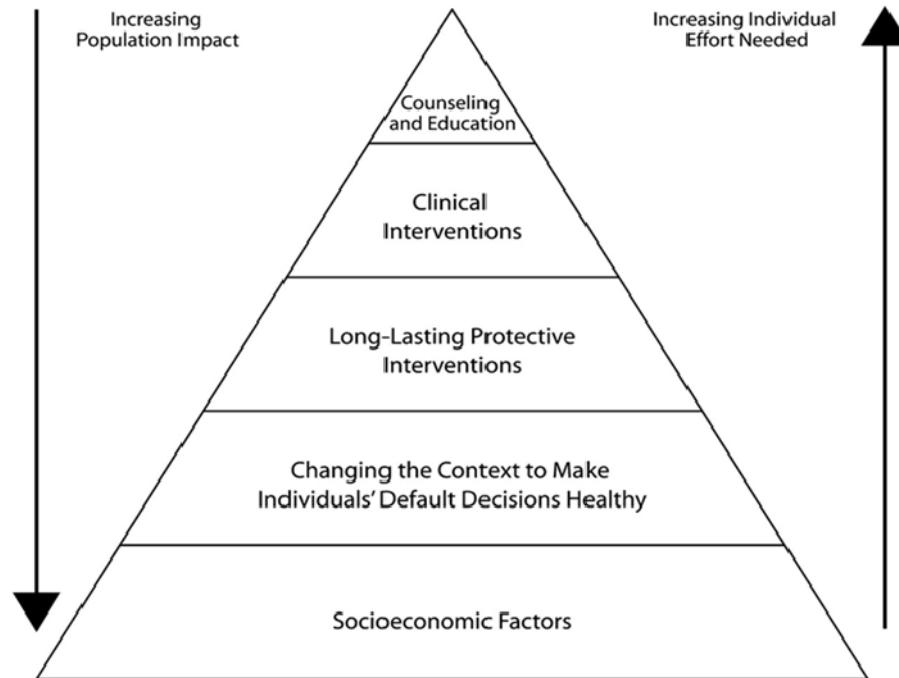 Increasing
Population Impact
Increasing Individual
Effort Needed
Counseling
and Education
Clinical
Interventions
Long-Lasting Protective
Interventions
Changing the Context to Make
Individuals’ Default Decisions Healthy
Socioeconomic Factors